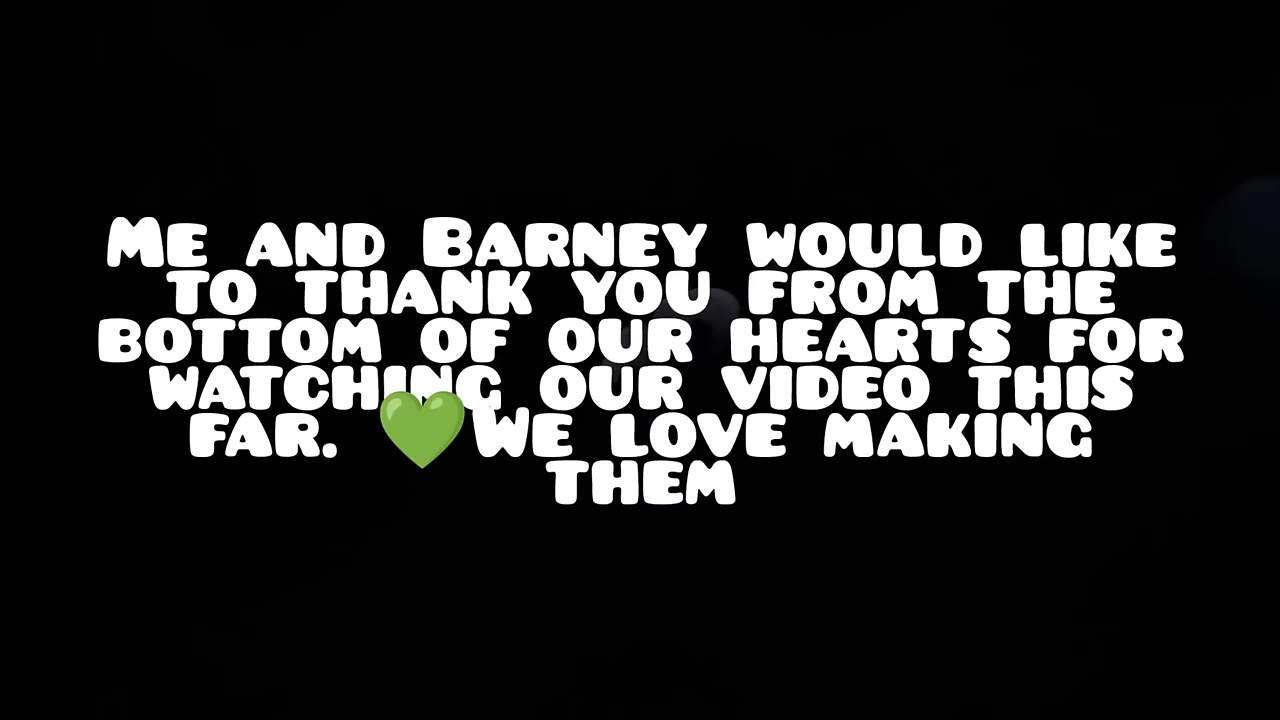 Me and Barney would like
to thank you from the
bottom of our hearts for
watching our video this
far. 💚We love making
them